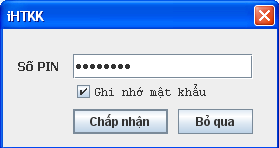 iHTKK
Số PIN ••••••••
Ghi nhớ mật khẩu
Chấp nhận Bỏ qua